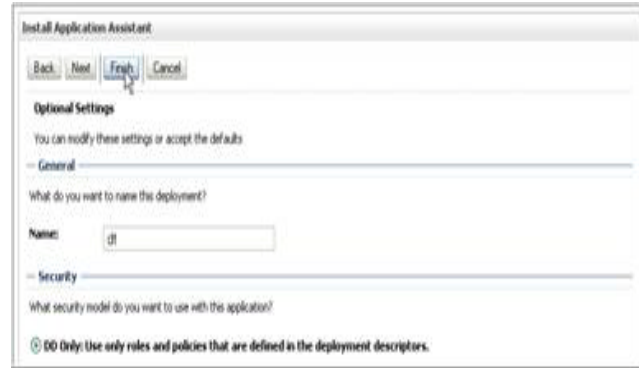 Install Application Assistant
Back Next Finish Cancel
Optional Settings
You can modify these settings or accept the defaults
General
What do you want to name this deployment?
Name: dt
Security
What security model do you want to use with this application?
DD Only: Use only roles and policies that are defined in the deployment descriptors.